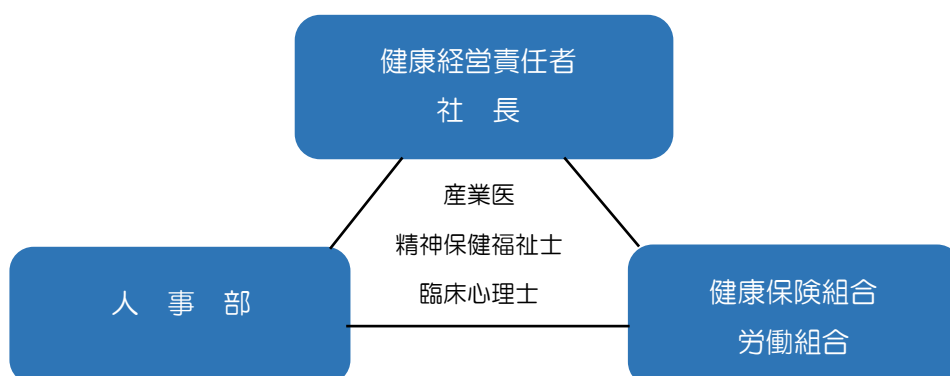 健康経営責任者
社　長
産業医
精神保健福祉士
臨床心理士
人　事　部
健康保険組合
労働組合